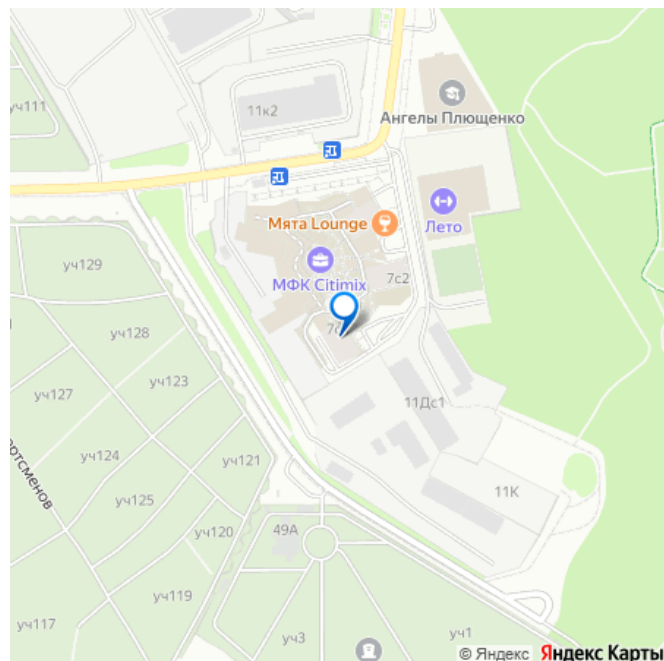 уч111
11к2
Ангелы Плющенко
Мята Lounge
Лето
уч129
МФК Citimix
7с2
уч128
уч127
уч123
11Дс1
уч124
уч121
уч125
11К
уч120
49А
уч119
уч117
уч3
уч1
© Яндекс Яндекс Карты